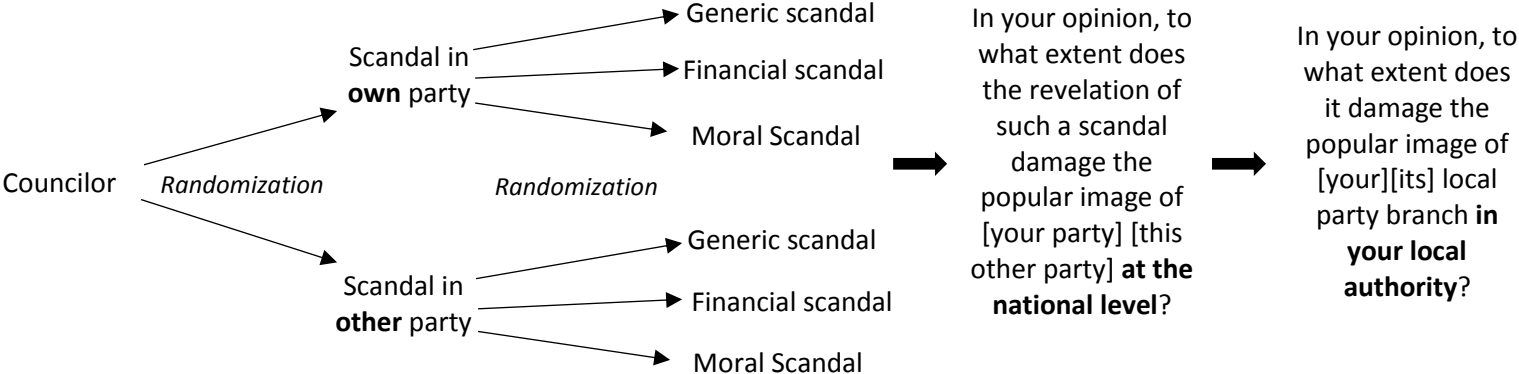 Councilor
Randomization
Scandal in
own party
Scandal in
other party
Randomization
Generic scandal
Financial scandal
Moral Scandal
Generic scandal
Financial scandal
Moral Scandal
In your opinion, to
what extent does
the revelation of
such a scandal
damage the
popular image of
[your party] [this
other party] at the
national level?
In your opinion, to
what extent does
it damage the
popular image of
[your][its] local
party branch in
your local
authority?